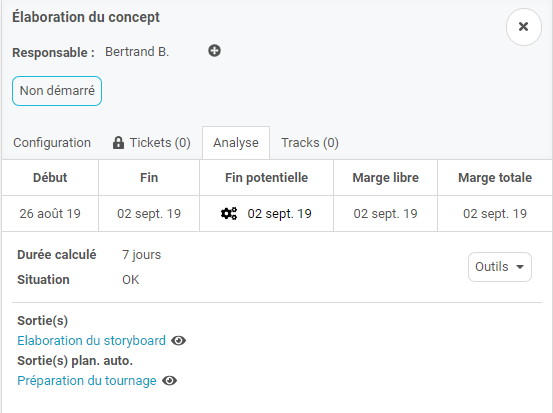 Élaboration du concept
Responsable : Bertrand B.
Non démarré
Configuration Tickets (0) Analyse Tracks (0)
Début Fin Fin potentielle Marge libre Marge totale
26 août 19 02 sept. 19 02 sept. 19 02 sept. 19 02 sept. 19
Durée calculé 7 jours
Situation OK
Outils
Sortie(s)
Elaboration du storyboard
Sortie(s) plan. auto.
Préparation du tournage